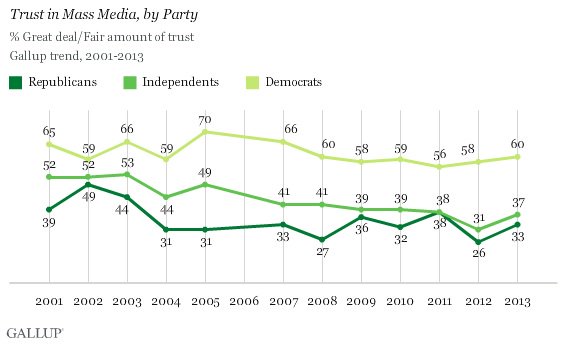 Trust in Mass Media, by Party
% Great deal/Fair amount of trust
Gallup trend, 2001-2013
Republicans Independents Democrats
65 59 66 59 70 66 60 58 59 56 58 60
52 52 53 44 49 41 41 39 39 38 31 37
39 49 44 31 31 33 27 36 32 38 26 33
2001 2002 2003 2004 2005 2006 2007 2008 2009 2010 2011 2012 2013
GALLUP®